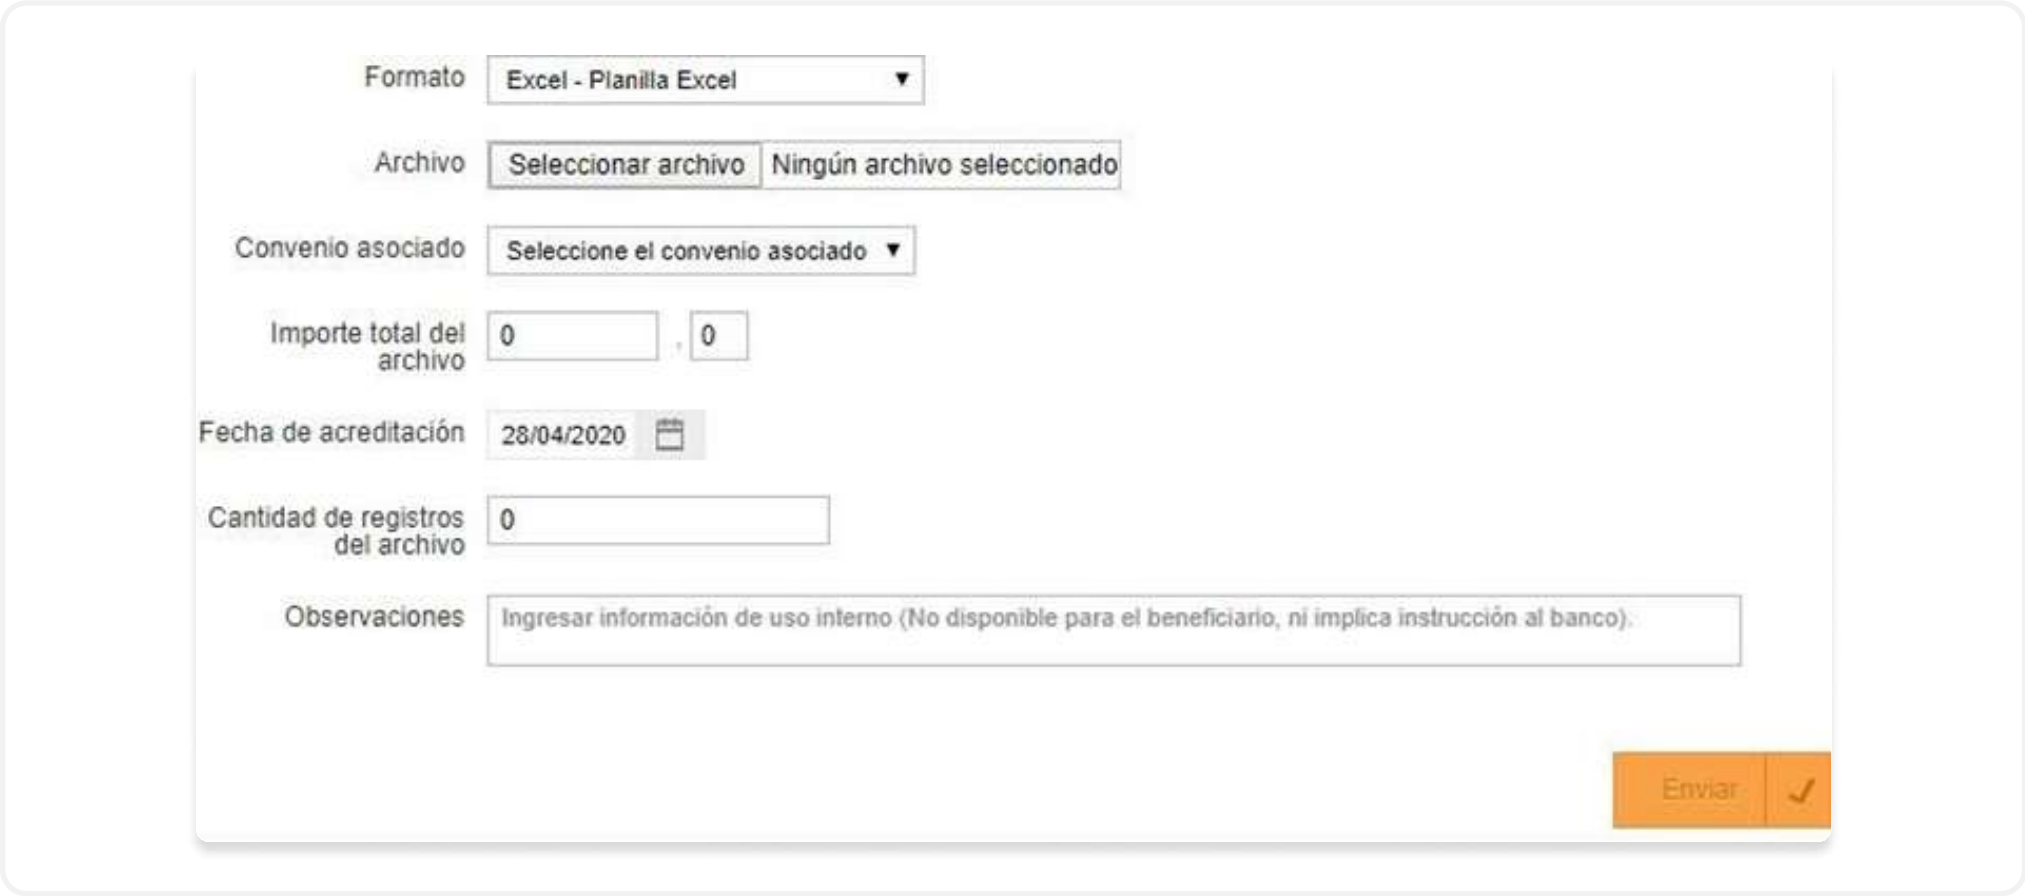 Formato Excel - Planilla Excel
Archivo Seleccionar archivo Ningún archivo seleccionado
Convenio asociado Seleccione el convenio asociado
Importe total del
archivo
0 , 0
Fecha de acreditación 28/04/2020
Cantidad de registros
del archivo
0
Observaciones Ingresar información de uso interno (No disponible para el beneficiario, ni implica instrucción al banco).
Enviar